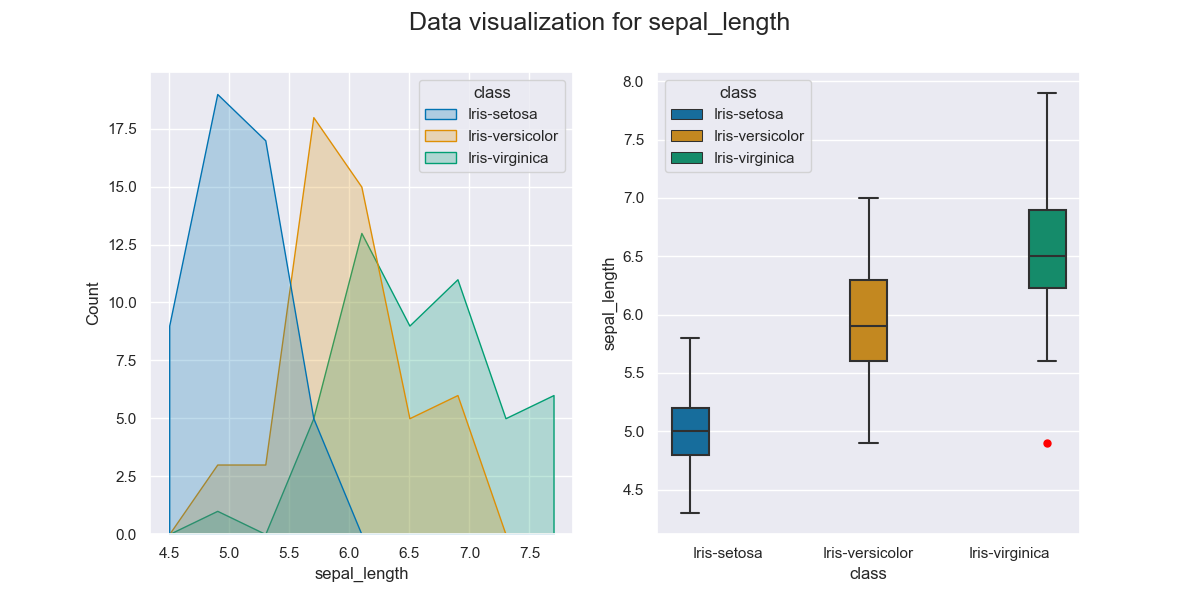 Data visualization for sepal_length
class
Iris-setosa
Iris-versicolor
Iris-virginica
17.5
15.0
12.5
10.0
7.5
5.0
2.5
0.0
Count
4.5 5.0 5.5 6.0 6.5 7.0 7.5
sepal_length
class
Iris-setosa
Iris-versicolor
Iris-virginica
8.0
7.5
7.0
6.5
6.0
5.5
5.0
4.5
sepal_length
Iris-setosa Iris-versicolor Iris-virginica
class